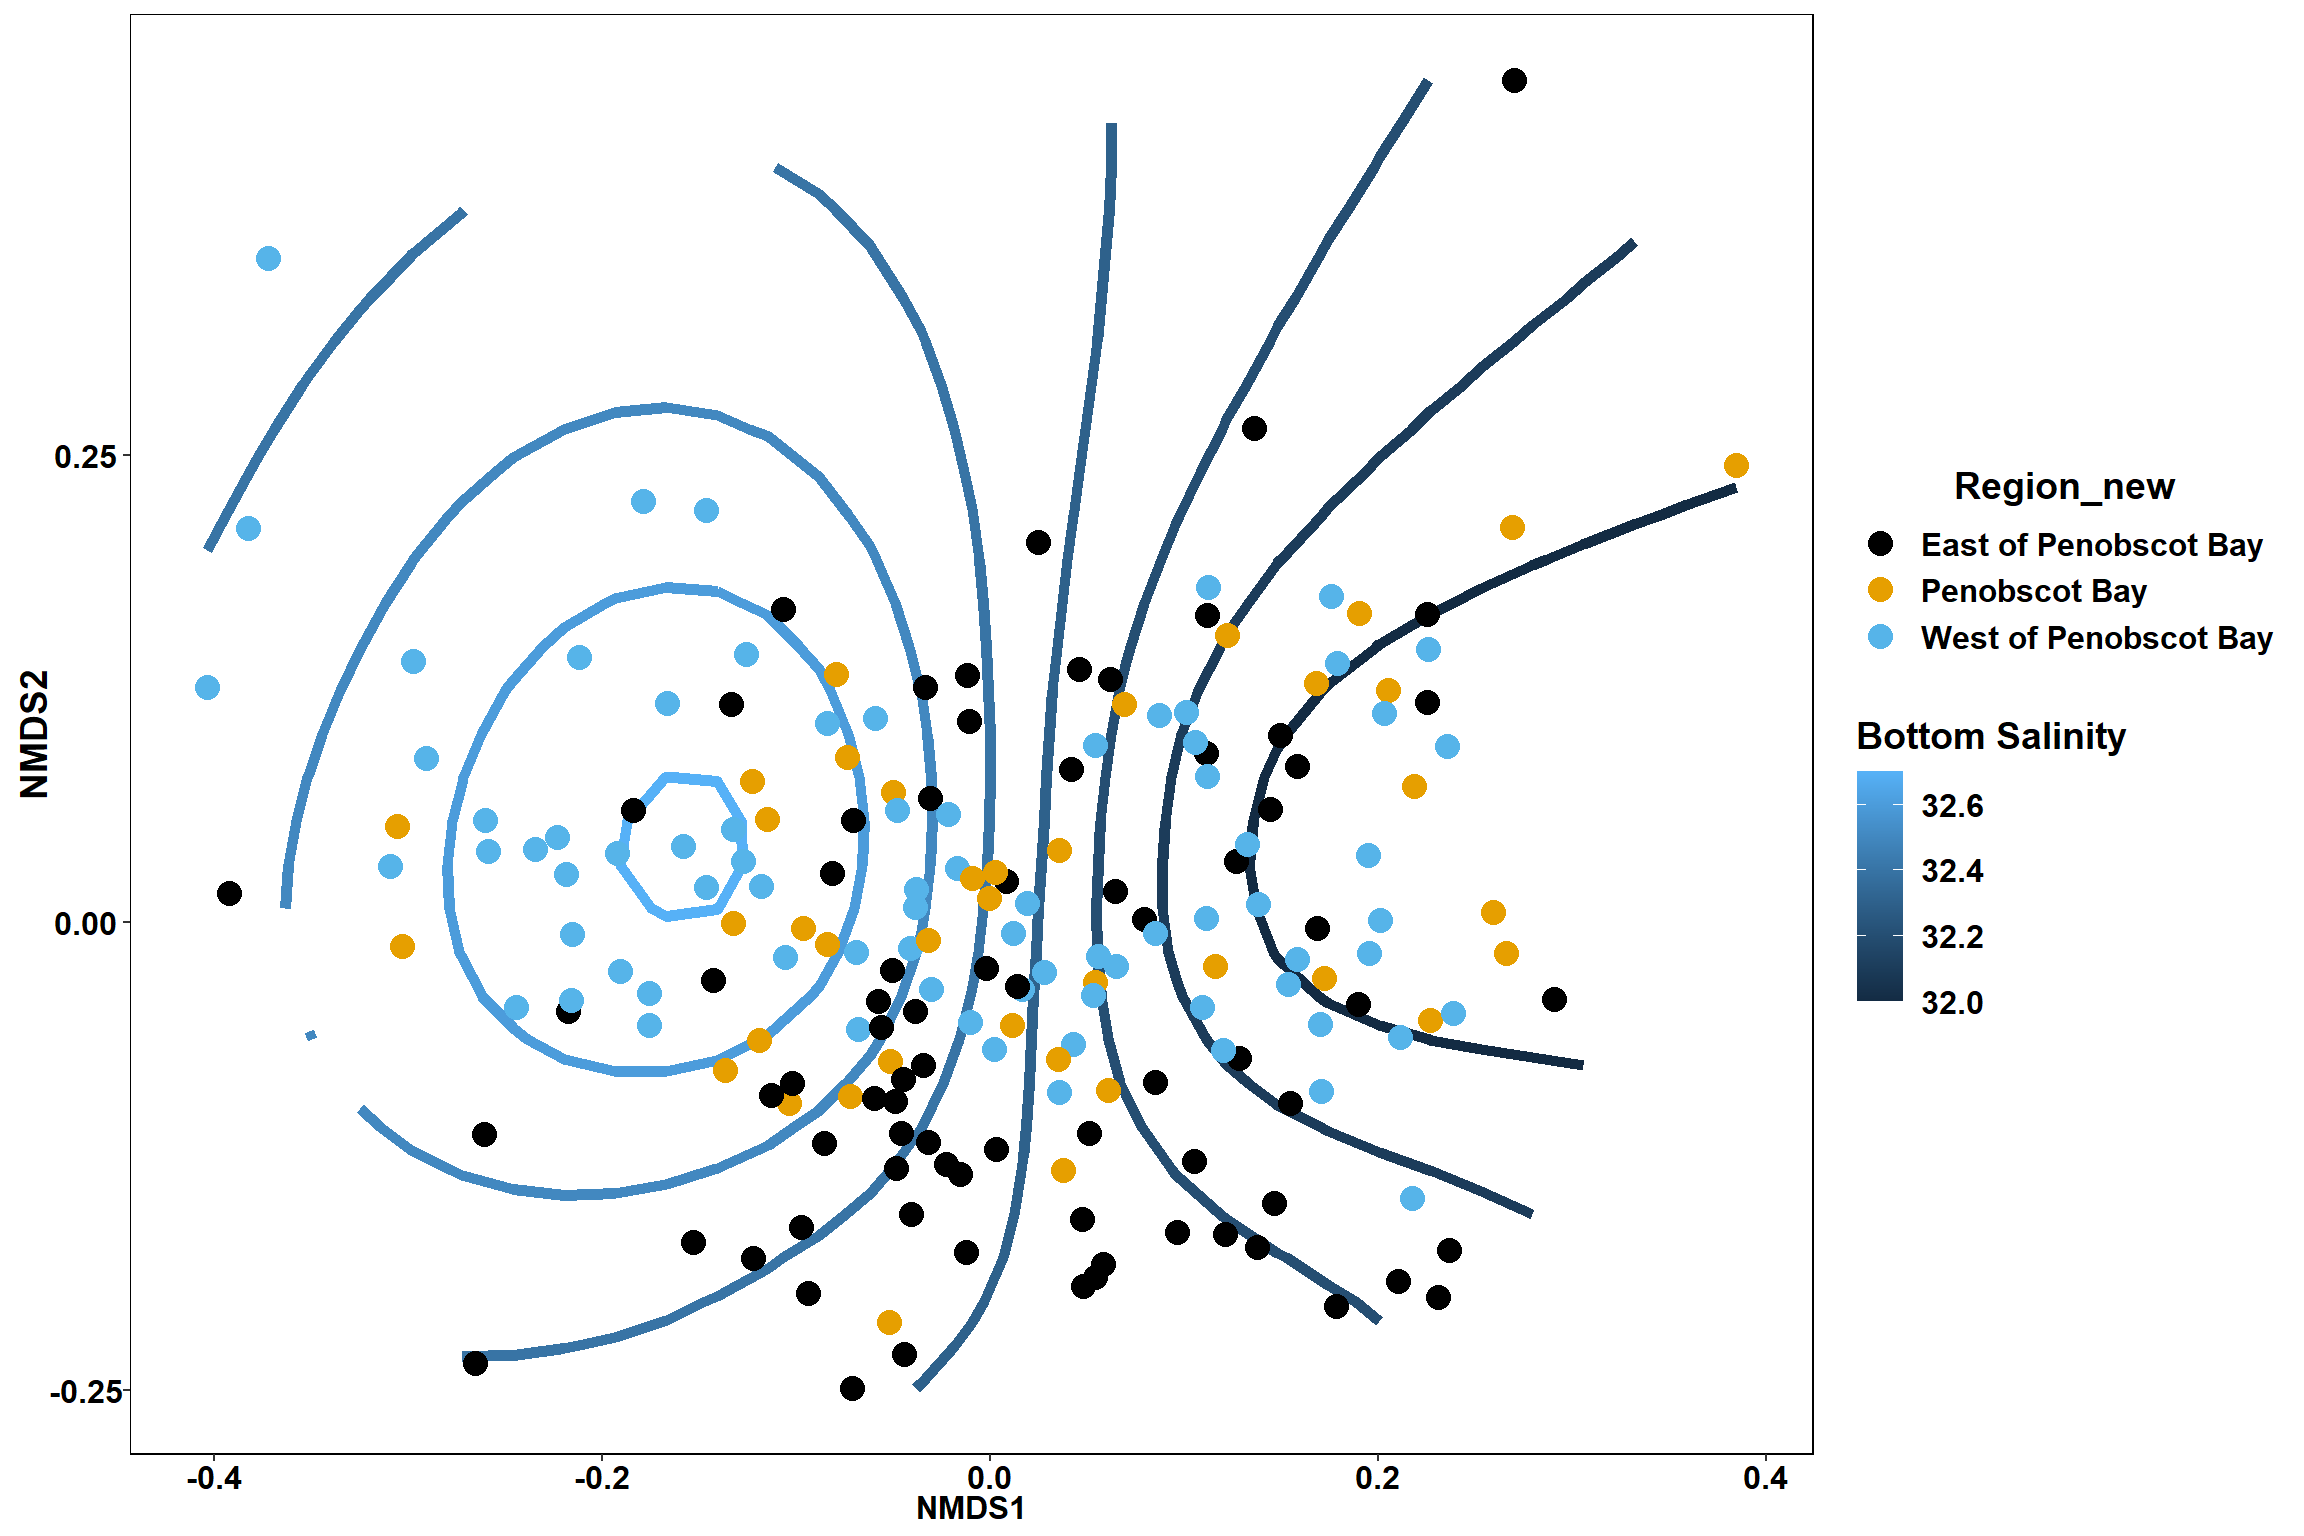 NMDS2
0.25
0.00
-0.25
-0.4
-0.2
0.0
0.2
0.4
NMDS1
Region_new
East of Penobscot Bay
Penobscot Bay
West of Penobscot Bay
Bottom Salinity
32.6
32.4
32.2
32.0